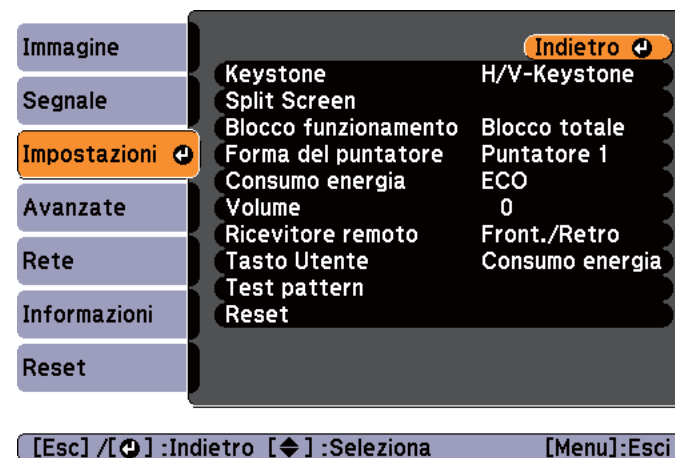 Immagine
Segnale
Impostazioni
Avanzate
Rete
Informazioni
Reset
Indietro
Keystone H/V-Keystone
Split Screen
Blocco funzionamento Blocco totale
Forma del puntatore Puntatore 1
Consumo energia ECO
Volume 0
Ricevitore remoto Front./Retro
Tasto Utente Consumo energia
Test pattern
Reset
[Esc] /[⏎] :Indietro [◆] :Seleziona [Menu]:Esci